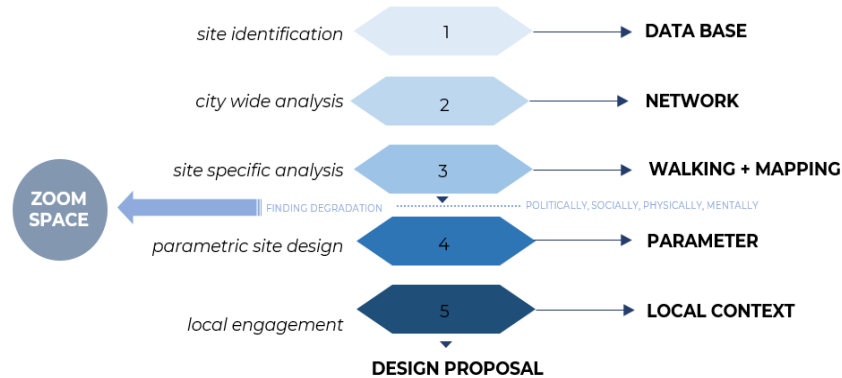 site identification 1 DATA BASE
city wide analysis 2 NETWORK
site specific analysis 3 WALKING + MAPPING
ZOOM
SPACE
FINDING DEGRADATION POLITICALLY, SOCIALLY, PHYSICALLY, MENTALLY
parametric site design 4 PARAMETER
local engagement 5 LOCAL CONTEXT
DESIGN PROPOSAL